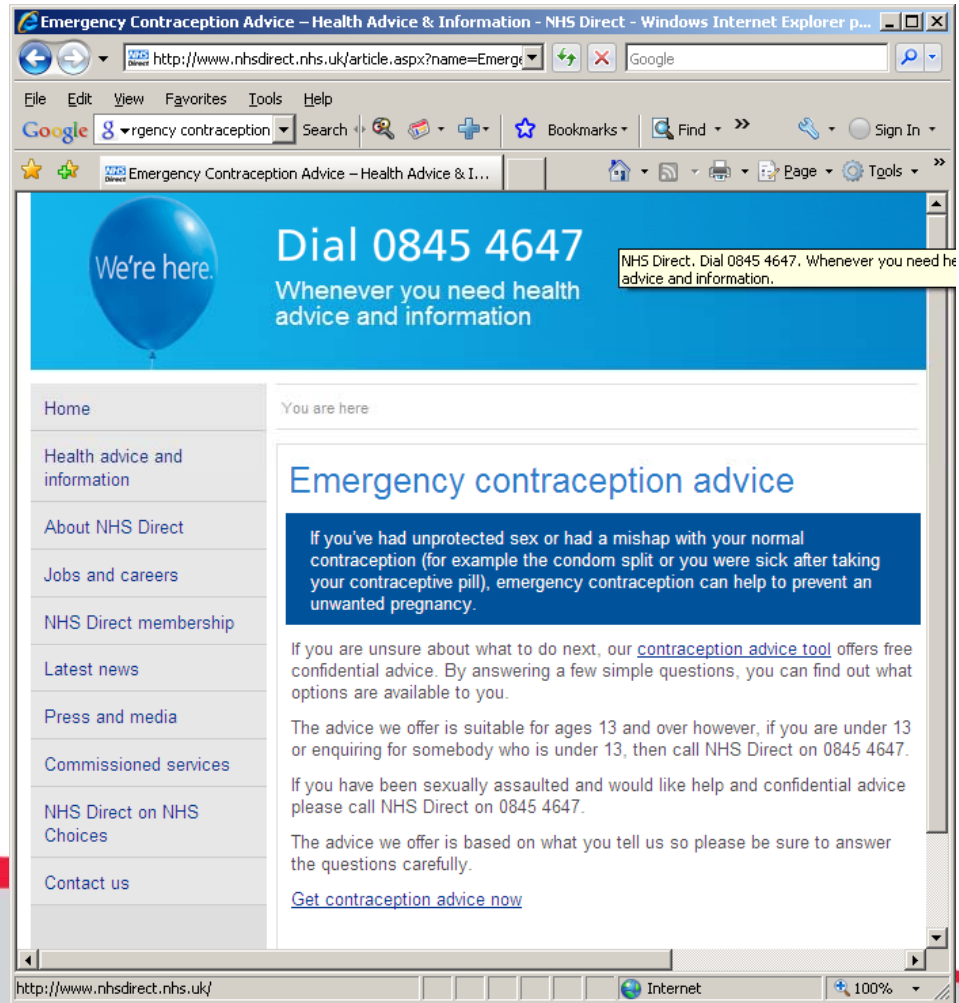 Emergency Contraception Advice – Health Advice & Information - NHS Direct - Windows Internet Explorer p...
http://www.nhsdirect.nhs.uk/article.aspx?name=Emerge
Google
File Edit View Favorites Tools Help
Google rgency contraception Search Bookmarks Find » Sign In
Emergency Contraception Advice – Health Advice & I... Page Tools »
We're here.
Dial 0845 4647
Whenever you need health
advice and information
NHS Direct. Dial 0845 4647. Whenever you need he
advice and information.
Home
Health advice and
information
About NHS Direct
Jobs and careers
NHS Direct membership
Latest news
Press and media
Commissioned services
NHS Direct on NHS
Choices
Contact us
You are here
Emergency contraception advice
If you've had unprotected sex or had a mishap with your normal
contraception (for example the condom split or you were sick after taking
your contraceptive pill), emergency contraception can help to prevent an
unwanted pregnancy.
If you are unsure about what to do next, our contraception advice tool offers free
confidential advice. By answering a few simple questions, you can find out what
options are available to you.
The advice we offer is suitable for ages 13 and over however, if you are under 13
or enquiring for somebody who is under 13, then call NHS Direct on 0845 4647.
If you have been sexually assaulted and would like help and confidential advice
please call NHS Direct on 0845 4647.
The advice we offer is based on what you tell us so please be sure to answer
the questions carefully.
Get contraception advice now
http://www.nhsdirect.nhs.uk/ Internet 100%